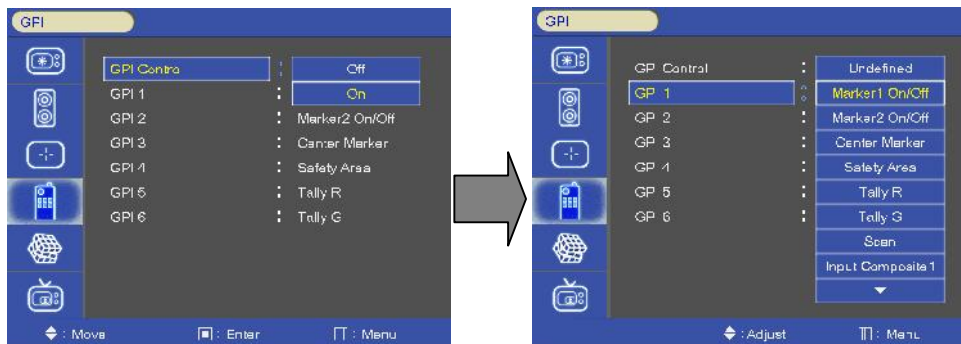 GPI
GPI Control : Off
GPI 1 : On
GPI 2 : Marker2 On/Off
GPI 3 : Center Marker
GPI 4 : Safety Area
GPI 5 : Tally R
GPI 6 : Tally G
: Move : Enter : Menu
GPI
GP Control : Undefined
GP 1 Marker1 On/Off
GP 2 : Marker2 On/Off
GP 3 : Center Marker
GP 4 : Safety Area
GP 5 : Tally R
GP 6 : Tally G
Scan
Input Composite 1
: Adjust : Menu